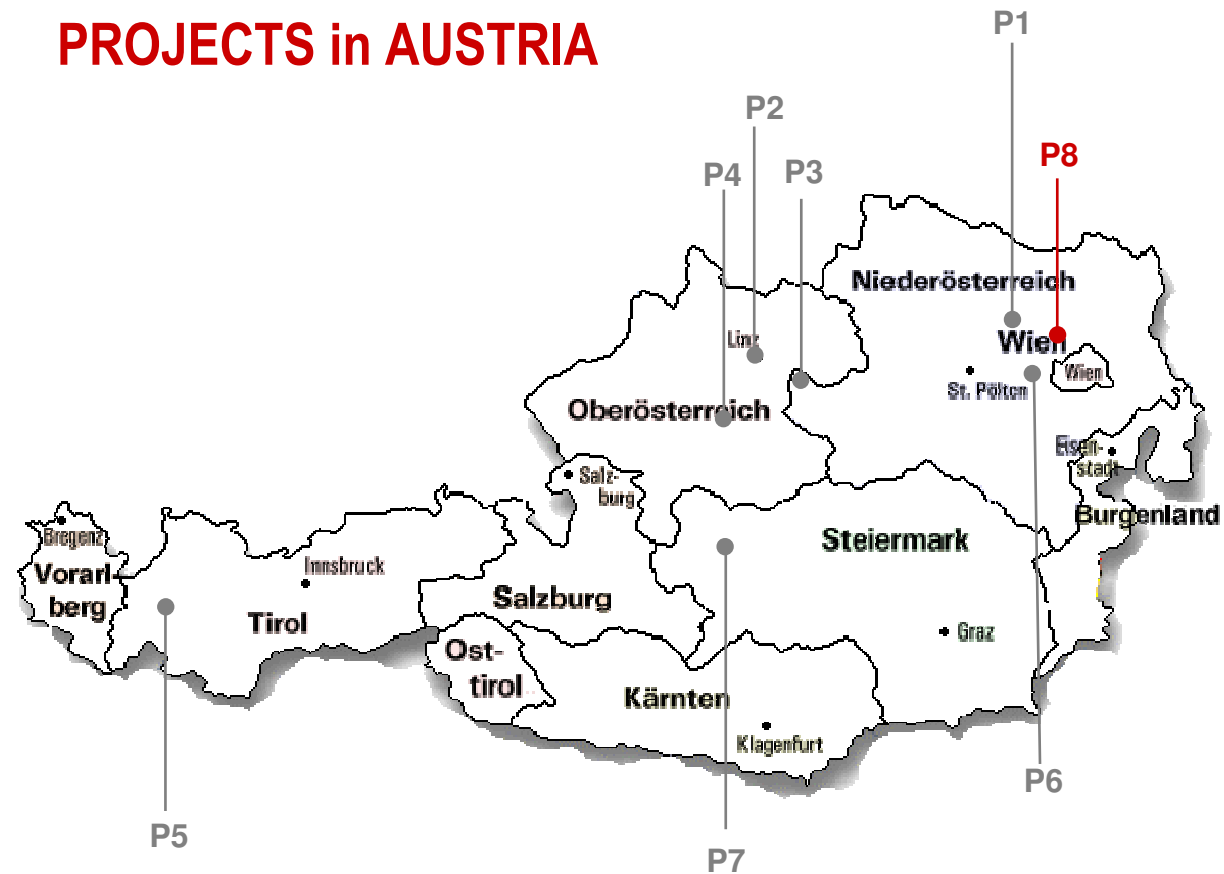 PROJECTS in AUSTRIA
P1
P2
P8
P4
P3
Niederösterreich
Linz
Wien
Wien
St. Pölten
Oberösterreich
Eisen-
stadt
Salz-
burg
Burgenland
Bregenz
Steiermark
Innsbruck
Vorarl-
berg
Salzburg
Tirol
Graz
Ost-
tirol
Kärnten
Klagenfurt
P6
P5
P7